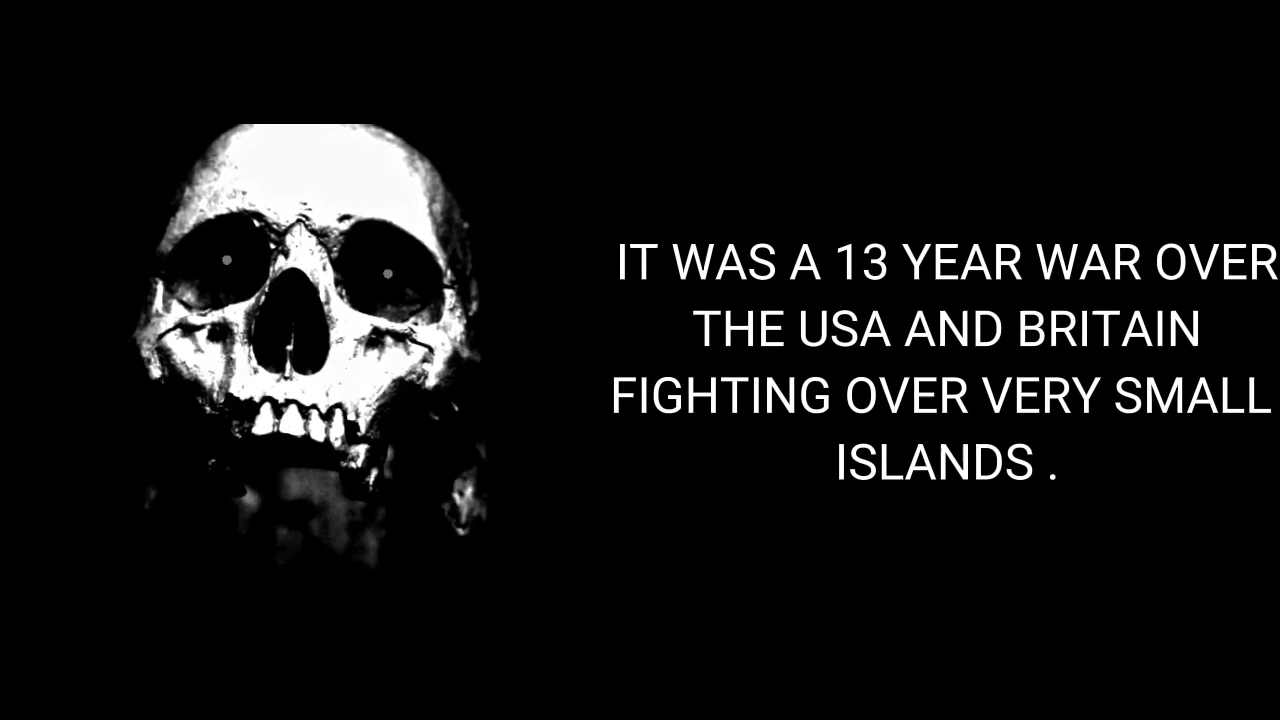 IT WAS A 13 YEAR WAR OVER
THE USA AND BRITAIN
FIGHTING OVER VERY SMALL
ISLANDS .